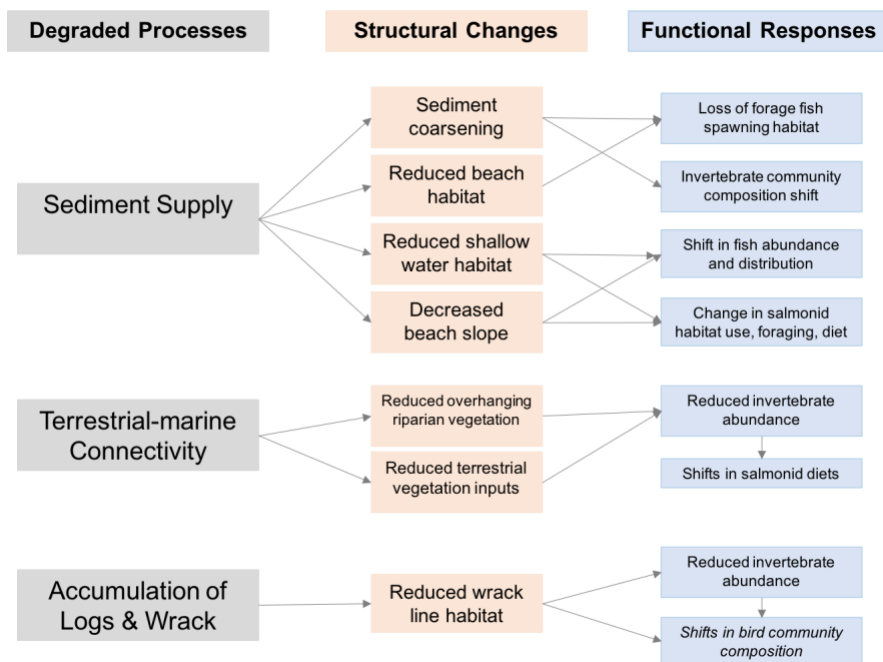 Degraded Processes
Structural Changes
Functional Responses
Sediment Supply
Sediment
coarsening
Reduced beach
habitat
Reduced shallow
water habitat
Decreased
beach slope
Loss of forage fish
spawning habitat
Invertebrate community
composition shift
Shift in fish abundance
and distribution
Change in salmonid
habitat use, foraging, diet
Terrestrial-marine
Connectivity
Reduced overhanging
riparian vegetation
Reduced terrestrial
vegetation inputs
Reduced invertebrate
abundance
Shifts in salmonid diets
Accumulation of
Logs & Wrack
Reduced wrack
line habitat
Reduced invertebrate
abundance
Shifts in bird community
composition